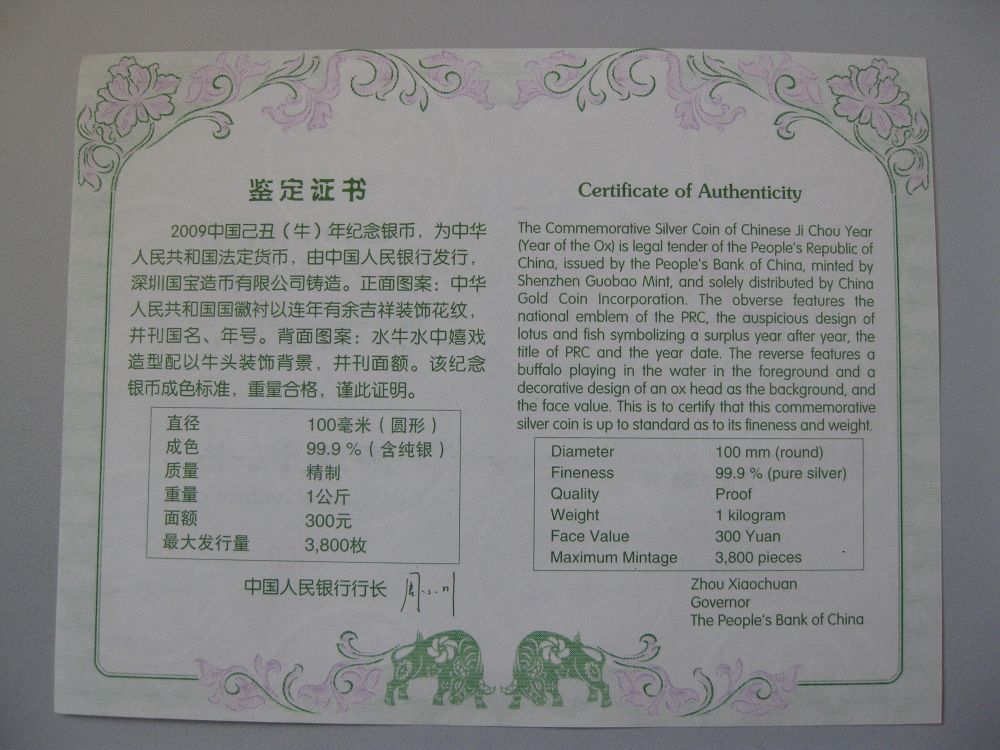 鉴定证书
2009中国己丑（牛）年纪念银币，为中华
人民共和国法定货币，由中国人民银行发行，
深圳国宝造币有限公司铸造。正面图案：中华
人民共和国国徽衬以连年有余吉祥装饰花纹，
并刊国名、年号。背面图案：水牛水中嬉戏
造型配以牛头装饰背景，并刊面额。该纪念
银币成色标准，重量合格，谨此证明。
直径 100毫米（圆形）
成色 99.9 %（含纯银）
质量 精制
重量 1公斤
面额 300元
最大发行量 3,800枚
中国人民银行行长 周小川
Certificate of Authenticity
The Commemorative Silver Coin of Chinese Ji Chou Year
(Year of the Ox) is legal tender of the People's Republic of
China, issued by the People's Bank of China, minted by
Shenzhen Guobao Mint, and solely distributed by China
Gold Coin Incorporation. The obverse features the
national emblem of the PRC, the auspicious design of
lotus and fish symbolizing a surplus year after year, the
title of PRC and the year date. The reverse features a
buffalo playing in the water in the foreground and a
decorative design of an ox head as the background, and
the face value. This is to certify that this commemorative
silver coin is up to standard as to its fineness and weight.
Diameter 100 mm (round)
Fineness 99.9 % (pure silver)
Quality Proof
Weight 1 kilogram
Face Value 300 Yuan
Maximum Mintage 3,800 pieces
Zhou Xiaochuan
Governor
The People's Bank of China